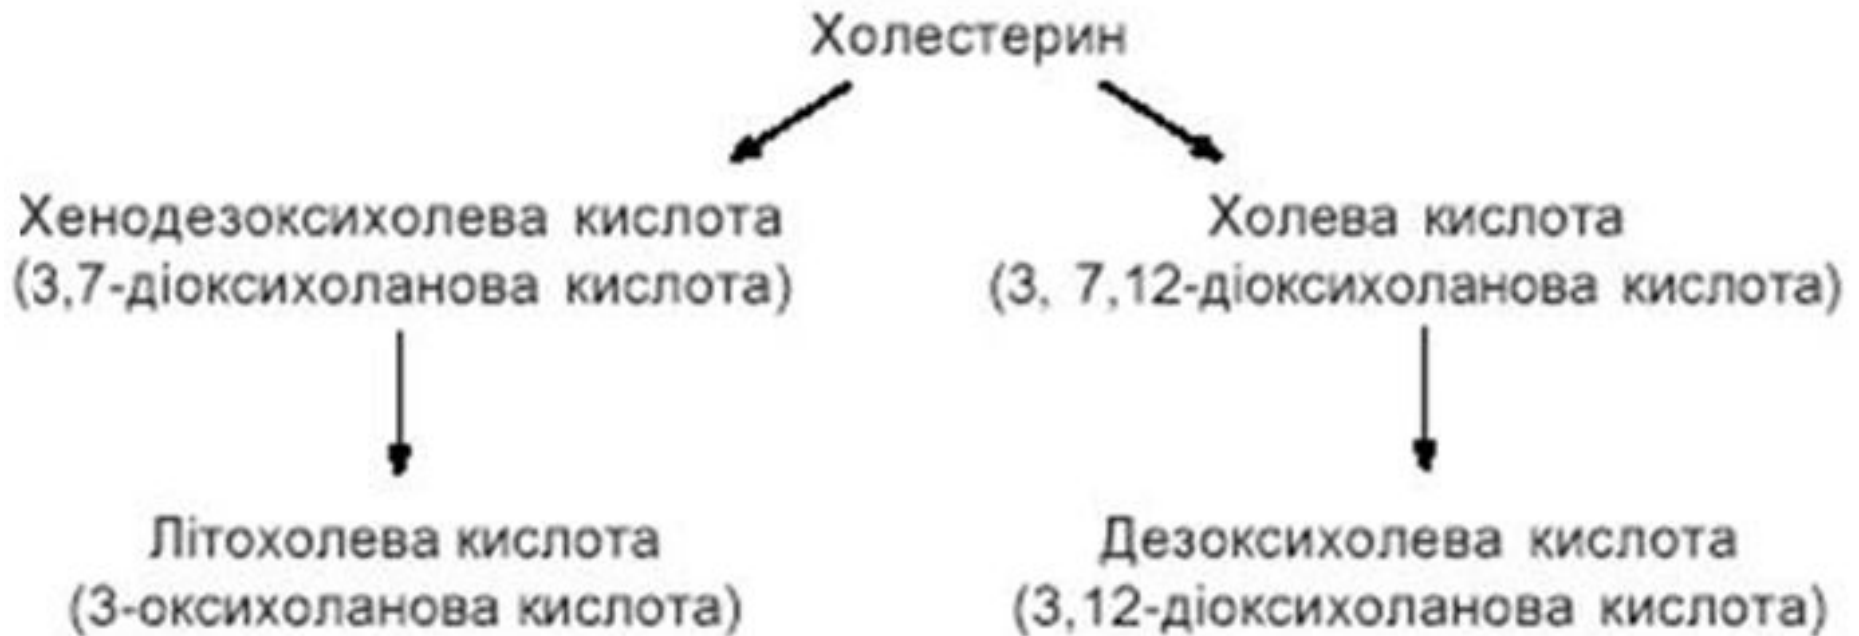 Холестерин
Хенодезоксихолева кислота
(3,7-діоксихоланова кислота)
Холева кислота
(3, 7,12-діоксихоланова кислота)
Літохолева кислота
(3-оксихоланова кислота)
Дезоксихолева кислота
(3,12-діоксихоланова кислота)